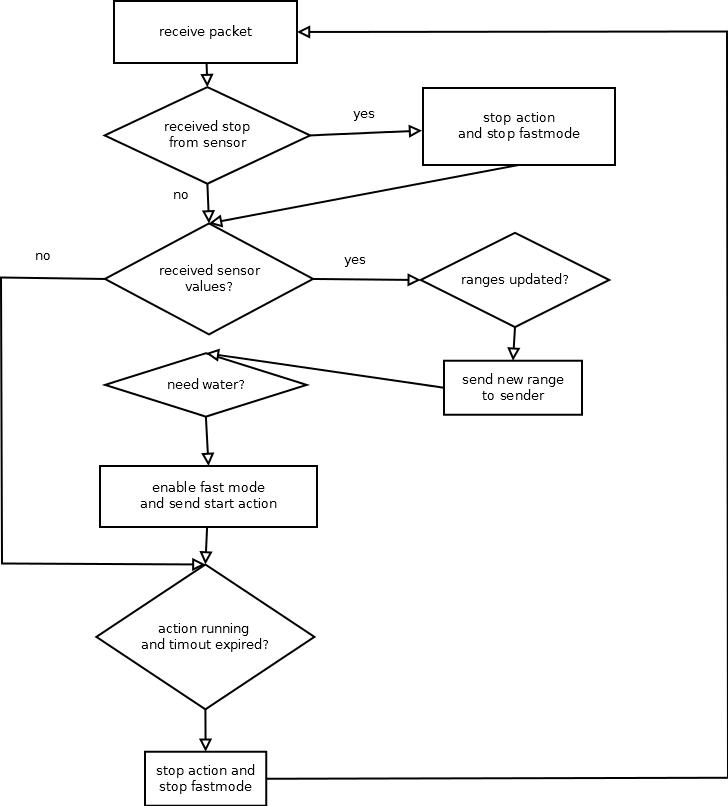 receive packet
received stop
from sensor
yes
stop action
and stop fastmode
no
received sensor
values?
no
yes
ranges updated?
send new range
to sender
need water?
enable fast mode
and send start action
action running
and timout expired?
stop action and
stop fastmode